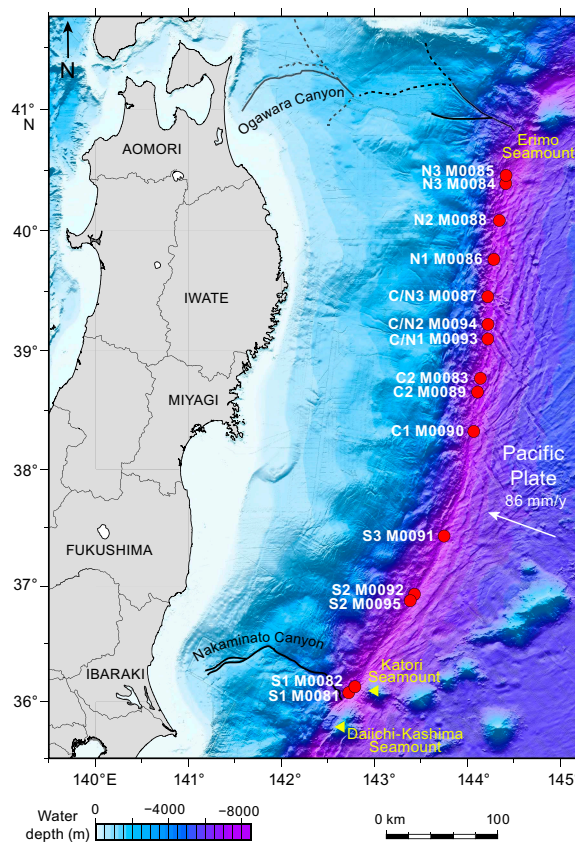 N
41°
N
40°
39°
38°
37°
36°
Ogawara Canyon
AOMORI
Erimo
Seamount
N3 M0085
N3 M0084
N2 M0088
N1 M0086
IWATE
C/N3 M0087
C/N2 M0094
C/N1 M0093
C2 M0083
C2 M0089
MIYAGI
C1 M0090
Pacific
Plate
86 mm/y
S3 M0091
FUKUSHIMA
S2 M0092
S2 M0095
Nakaminato Canyon
IBARAKI
S1 M0082
S1 M0081
Katori
Seamount
Daiichi-Kashima
Seamount
140°E 141° 142° 143° 144° 145°
Water
depth (m)
0 −4000 −8000
0 km 100